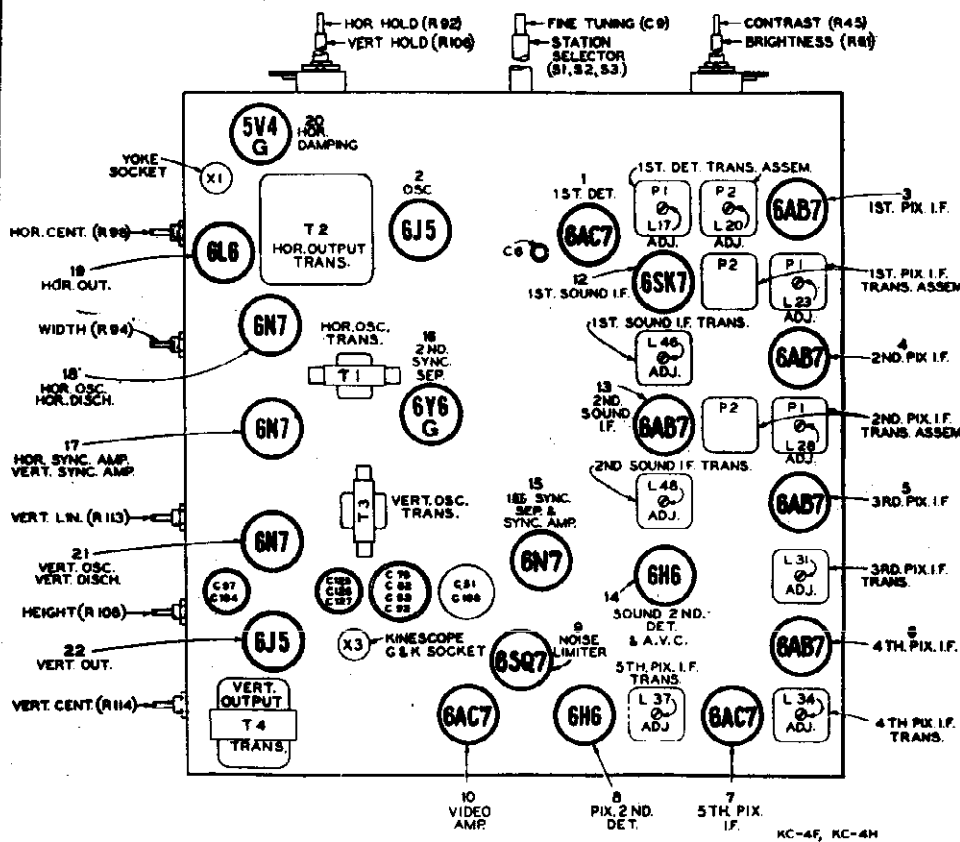 HOR HOLD (R92)
VERT HOLD (R106)
FINE TUNING (C9)
STATION
SELECTOR
(S1, S2, S3.)
CONTRAST (R45)
BRIGHTNESS (R61)
5V4
G
20
HOR.
DAMPING
YOKE
SOCKET
X1
2
OSC
6J5
1
1ST. DET.
6AC7
C6
1ST. DET. TRANS. ASSEM.
P1
L17
ADJ.
P2
L20
ADJ.
6AB7
3
1ST. PIX. I.F.
HOR. CENT. (R98)
6L6
19
HOR. OUT.
T2
HOR. OUTPUT
TRANS.
12
1ST. SOUND I.F.
6SK7
P2
P1
L23
ADJ.
1ST. PIX. I.F.
TRANS. ASSEM
WIDTH (R94)
6N7
18
HOR. OSC.
HOR. DISCH.
HOR. OSC.
TRANS.
T1
16
2ND.
SYNC.
SEP.
6Y6
G
1ST. SOUND I.F. TRANS.
L46
ADJ.
6AB7
4
2ND. PIX I.F.
13
2ND.
SOUND
I.F.
6AB7
P2
P1
L28
ADJ.
2ND. PIX. I.F.
TRANS. ASSEM
6N7
17
HOR. SYNC. AMP.
VERT. SYNC. AMP.
2ND SOUND I.F. TRANS.
L48
ADJ.
6AB7
5
3RD. PIX. I.F
VERT. LIN. (R113)
T3
VERT. OSC.
TRANS.
15
1ST SYNC.
SEP. &
SYNC. AMP.
6N7
6N7
21
VERT. OSC.
VERT. DISCH.
14
6H6
SOUND 2ND.
DET.
& A.V.C.
L31
ADJ.
3RD. PIX I.F.
TRANS.
HEIGHT (R108)
6J5
22
VERT. OUT.
X3
KINESCOPE
G & K SOCKET
9
NOISE
LIMITER
6SQ7
6AB7
6
4TH. PIX. I.F.
VERT. CENT. (R114)
VERT.
OUTPUT
T4
TRANS.
6AC7
10
VIDEO
AMP.
6H6
8
PIX. 2 ND.
DET.
5TH. PIX. I.F.
TRANS.
L 37
ADJ.
6AC7
7
5TH. PIX.
I.F.
L 34
ADJ.
4TH PIX. I.F.
TRANS.
KC-4F, KC-4H